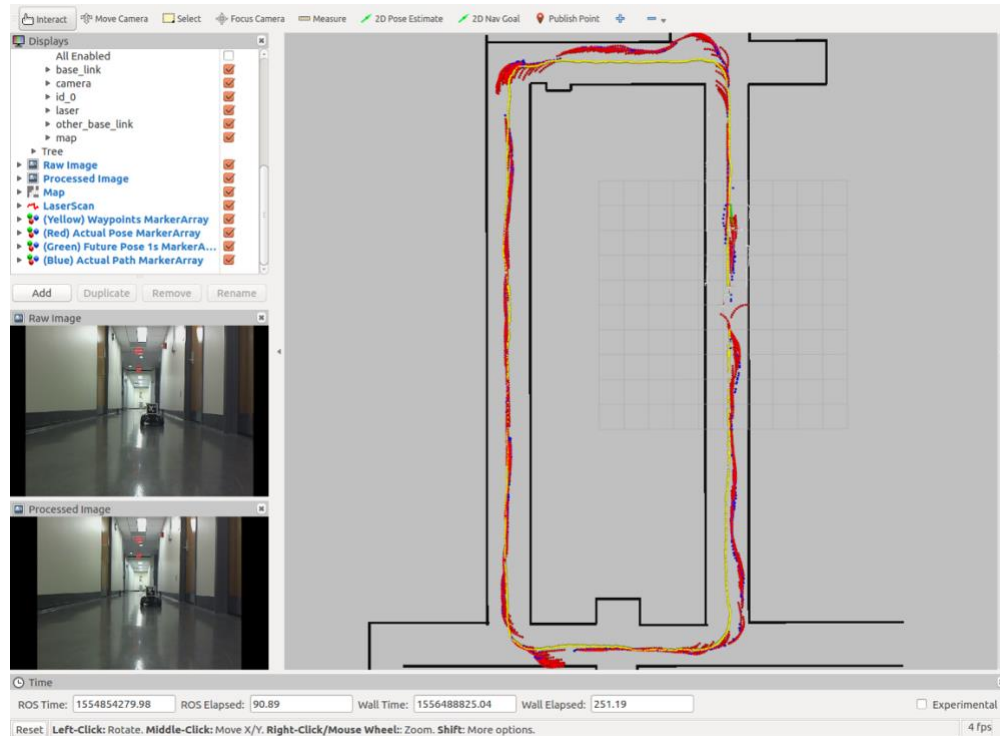 Interact Move Camera Select Focus Camera Measure 2D Pose Estimate 2D Nav Goal Publish Point
Displays
All Enabled
base_link
camera
id_0
laser
other_base_link
map
Tree
Raw Image
Processed Image
Map
LaserScan
(Yellow) Waypoints MarkerArray
(Red) Actual Pose MarkerArray
(Green) Future Pose 1s MarkerA...
(Blue) Actual Path MarkerArray
Add Duplicate Remove Rename
Raw Image
Processed Image
Time
ROS Time: 1554854279.98 ROS Elapsed: 90.89 Wall Time: 1556488825.04 Wall Elapsed: 251.19 Experimental
Reset Left-Click: Rotate. Middle-Click: Move X/Y. Right-Click/Mouse Wheel:: Zoom. Shift: More options. 4 fps